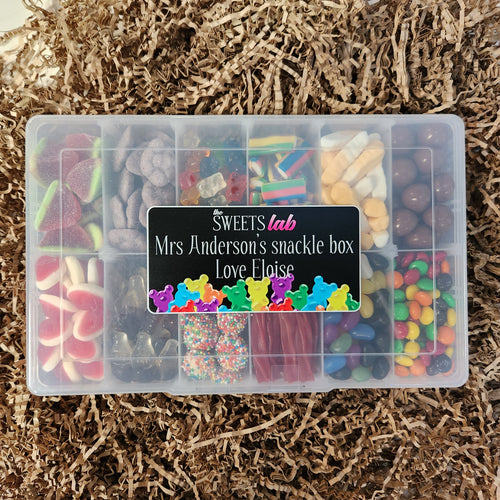 the
SWEETS lab
Mrs Anderson's snackle box
Love Eloise